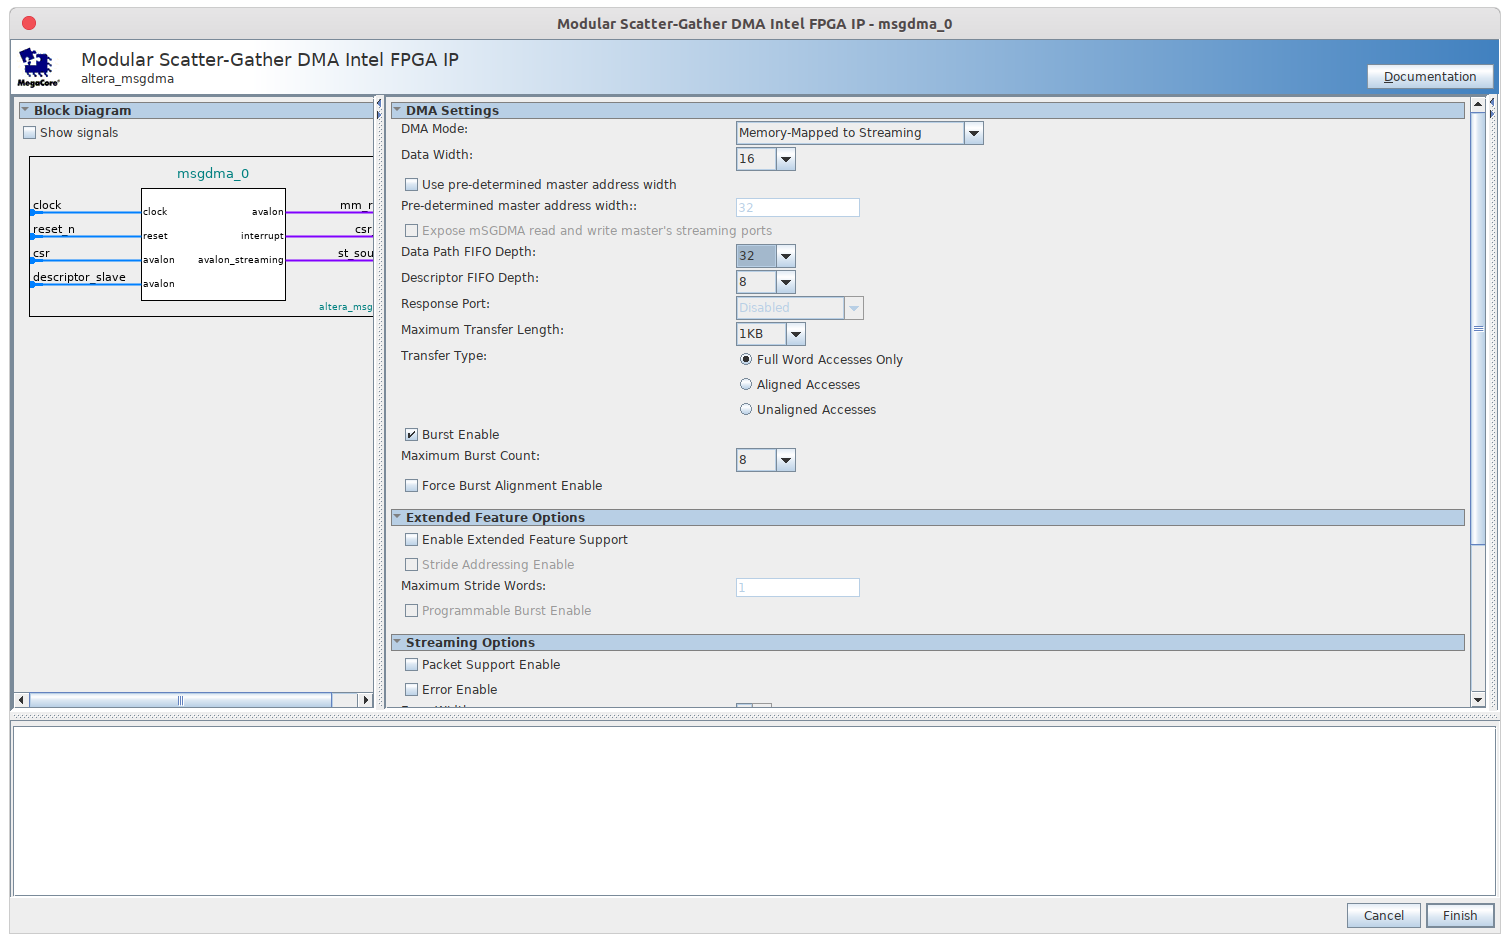 Modular Scatter-Gather DMA Intel FPGA IP - msgdma_0
MegaCore®
Modular Scatter-Gather DMA Intel FPGA IP
altera_msgdma
Documentation
Block Diagram
Show signals
msgdma_0
clock
clock
avalon
mm_r
reset_n
reset
interrupt
csr
csr
avalon
avalon_streaming
st_sou
descriptor_slave
avalon
altera_msg
DMA Settings
DMA Mode:
Memory-Mapped to Streaming
Data Width:
16
Use pre-determined master address width
Pre-determined master address width::
32
Expose mSGDMA read and write master's streaming ports
Data Path FIFO Depth:
32
Descriptor FIFO Depth:
8
Response Port:
Disabled
Maximum Transfer Length:
1KB
Transfer Type:
Full Word Accesses Only
Aligned Accesses
Unaligned Accesses
Burst Enable
Maximum Burst Count:
8
Force Burst Alignment Enable
Extended Feature Options
Enable Extended Feature Support
Stride Addressing Enable
Maximum Stride Words:
1
Programmable Burst Enable
Streaming Options
Packet Support Enable
Error Enable
Cancel
Finish